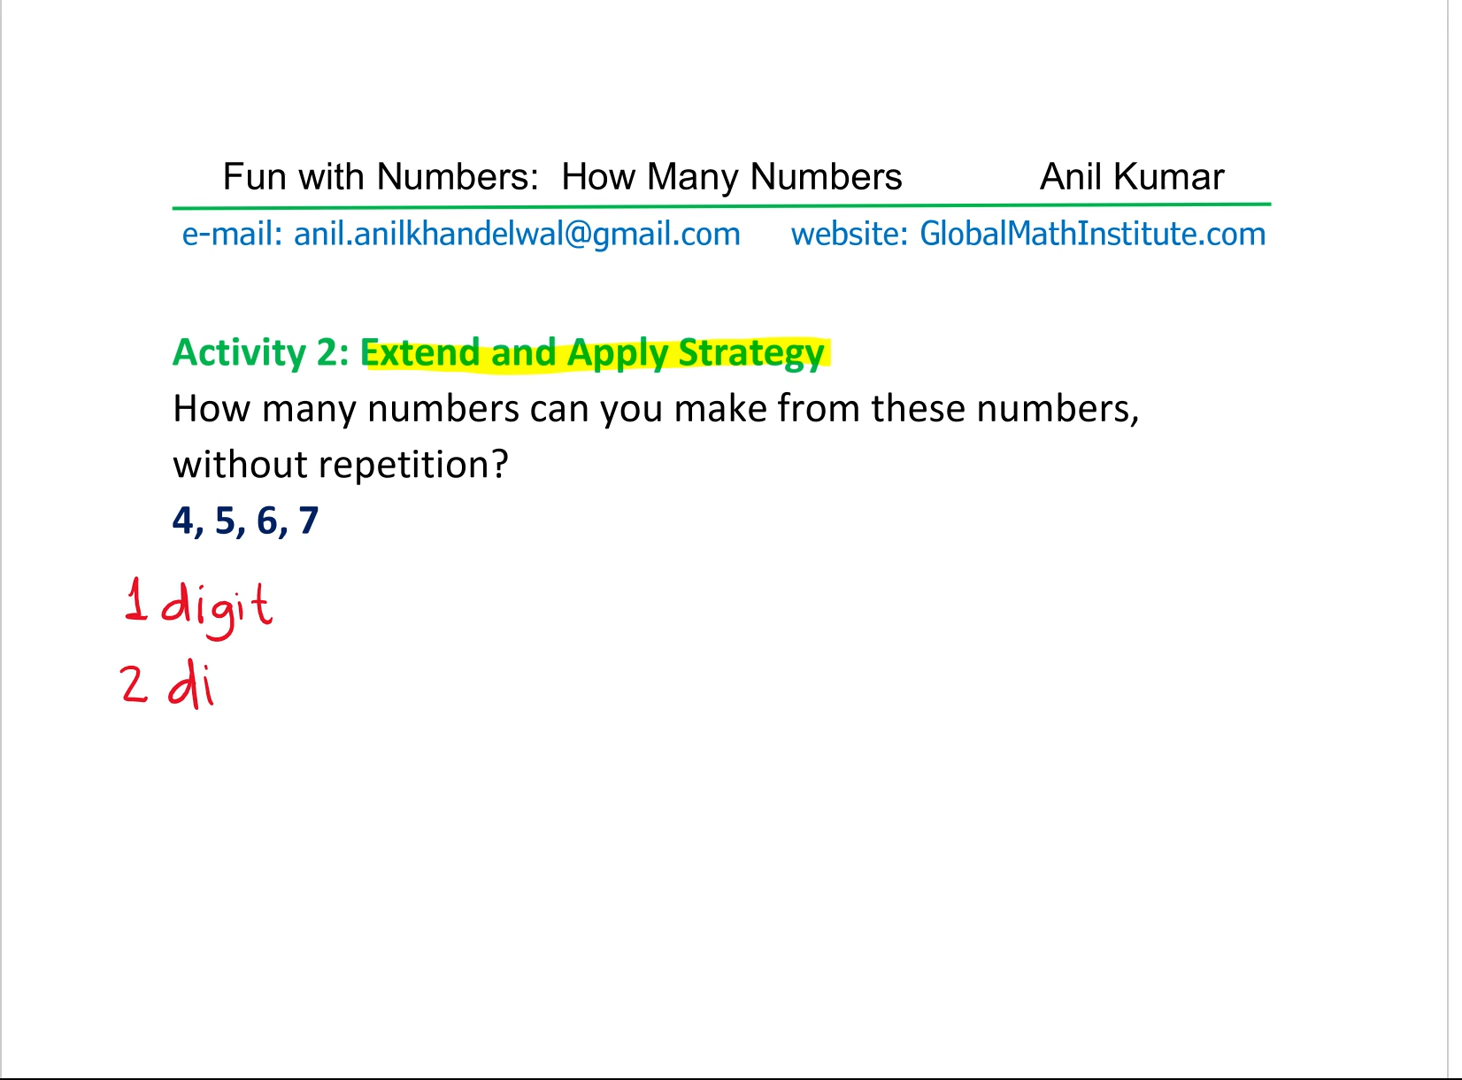 Fun with Numbers: How Many Numbers Anil Kumar
e-mail: anil.anilkhandelwal@gmail.com website: GlobalMathInstitute.com
Activity 2: Extend and Apply Strategy
How many numbers can you make from these numbers,
without repetition?
4, 5, 6, 7
1 digit
2 di